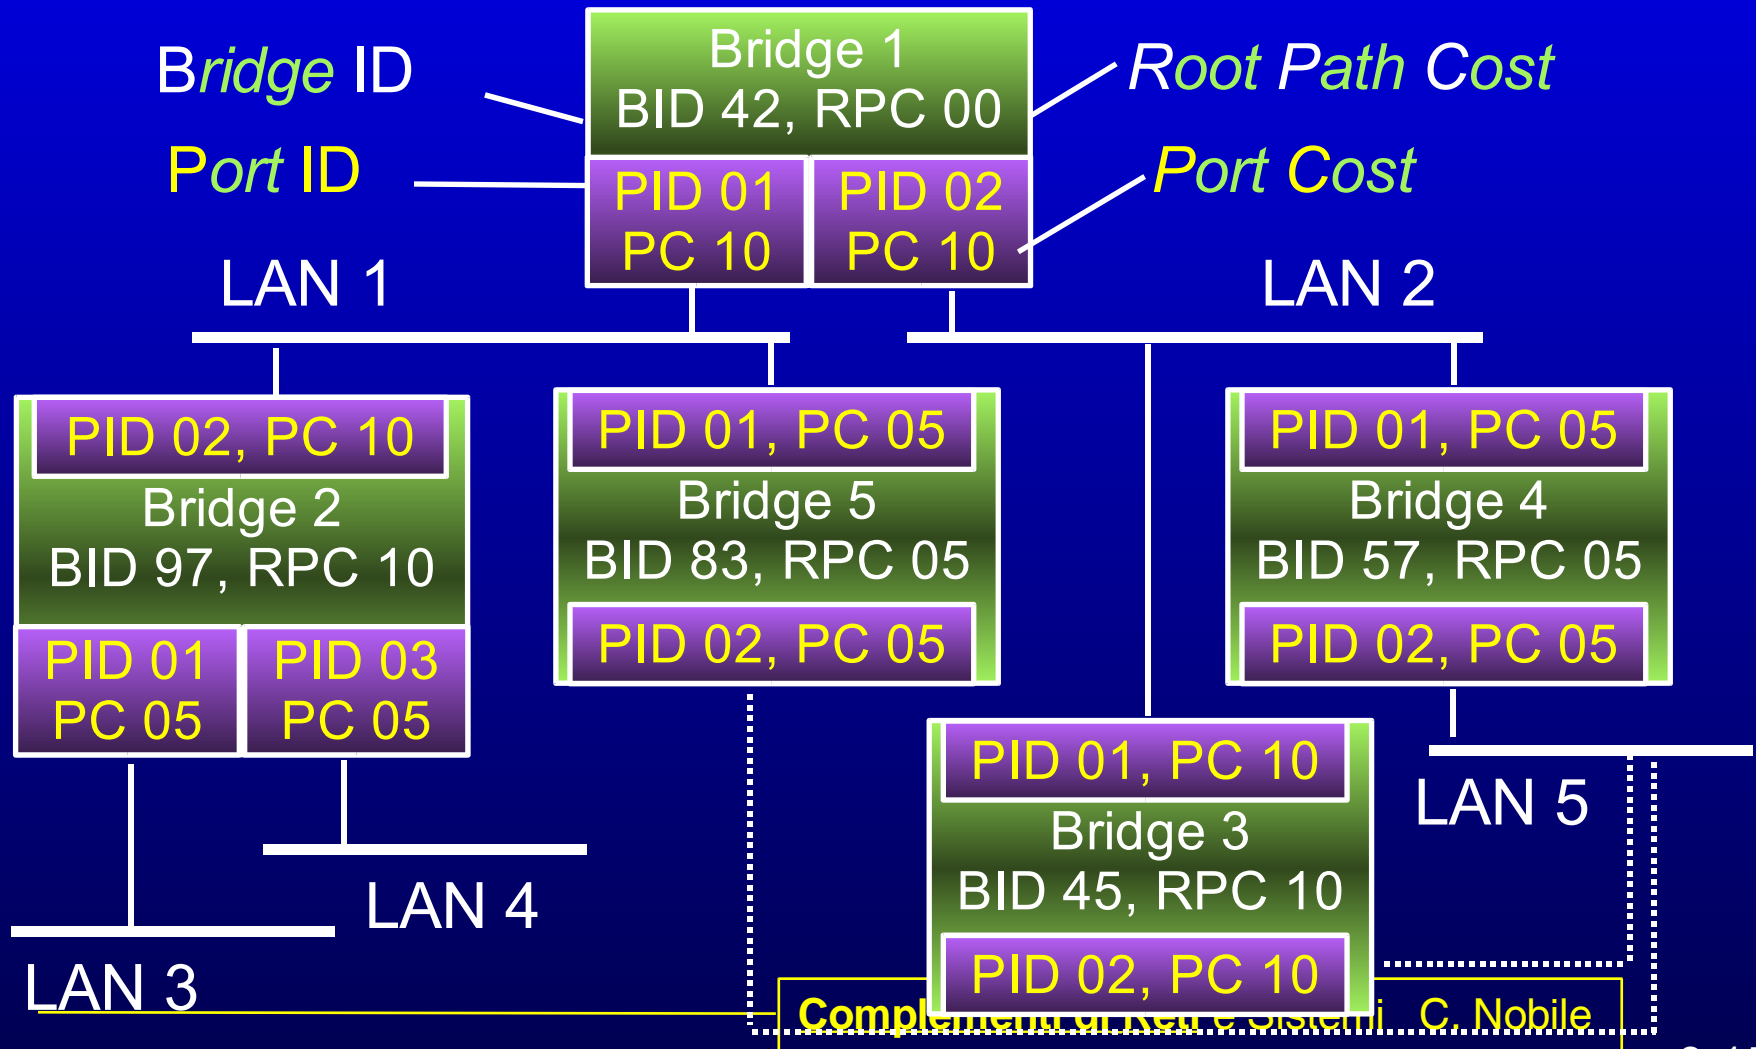 Bridge ID
Port ID
Bridge 1
BID 42, RPC 00
PID 01
PC 10
PID 02
PC 10
Root Path Cost
Port Cost
LAN 1
LAN 2
PID 02, PC 10
Bridge 2
BID 97, RPC 10
PID 01
PC 05
PID 03
PC 05
PID 01, PC 05
Bridge 5
BID 83, RPC 05
PID 02, PC 05
PID 01, PC 05
Bridge 4
BID 57, RPC 05
PID 02, PC 05
PID 01, PC 10
Bridge 3
BID 45, RPC 10
PID 02, PC 10
LAN 5
LAN 4
LAN 3
Complementi di Reti e Sistemi C. Nobile